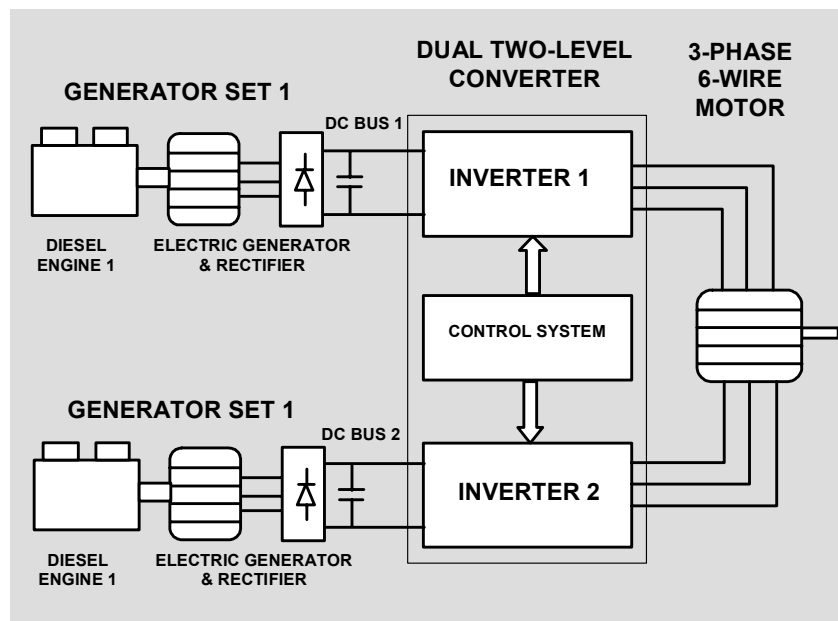 DUAL TWO-LEVEL
CONVERTER
3-PHASE
6-WIRE
MOTOR
GENERATOR SET 1
DC BUS 1
INVERTER 1
DIESEL
ENGINE 1
ELECTRIC GENERATOR
& RECTIFIER
CONTROL SYSTEM
GENERATOR SET 1
DC BUS 2
INVERTER 2
DIESEL
ENGINE 1
ELECTRIC GENERATOR
& RECTIFIER